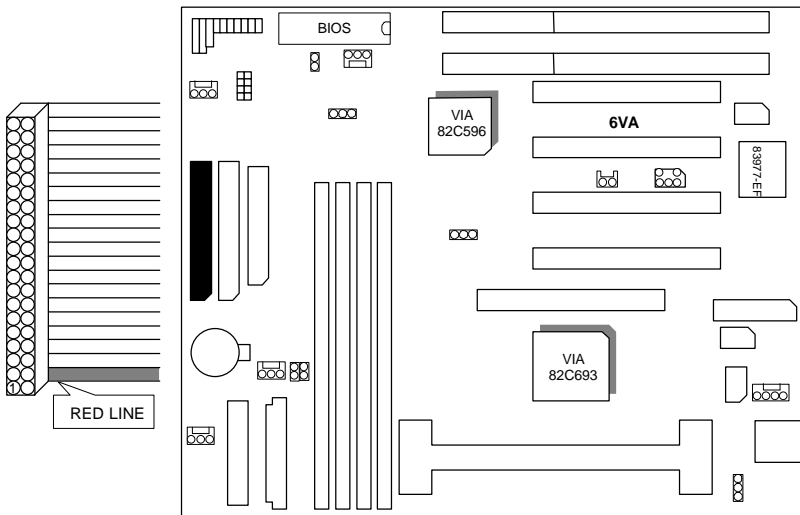 BIOS
VIA
82C596
6VA
83977-EF
VIA
82C693
1
RED LINE